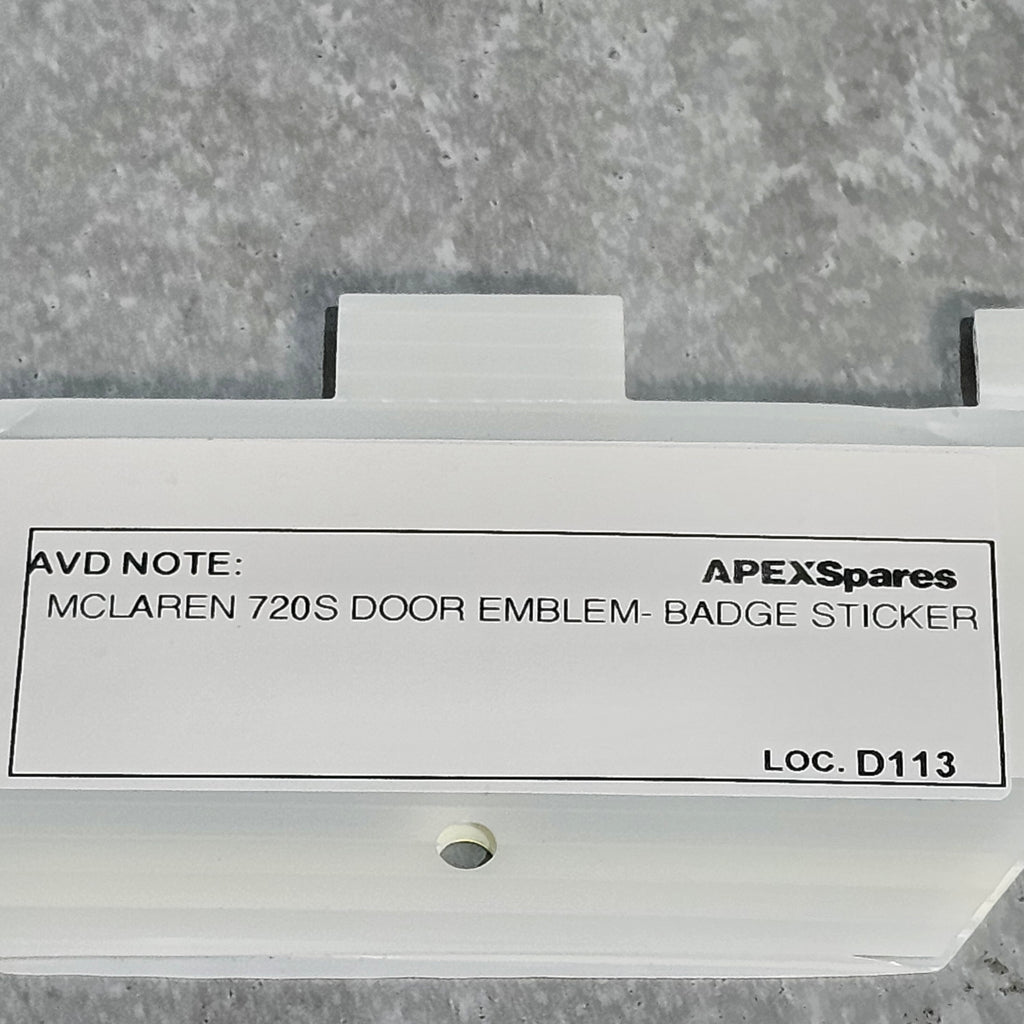 AVD NOTE:
APEXSpares
MCLAREN 720S DOOR EMBLEM- BADGE STICKER
LOC. D113